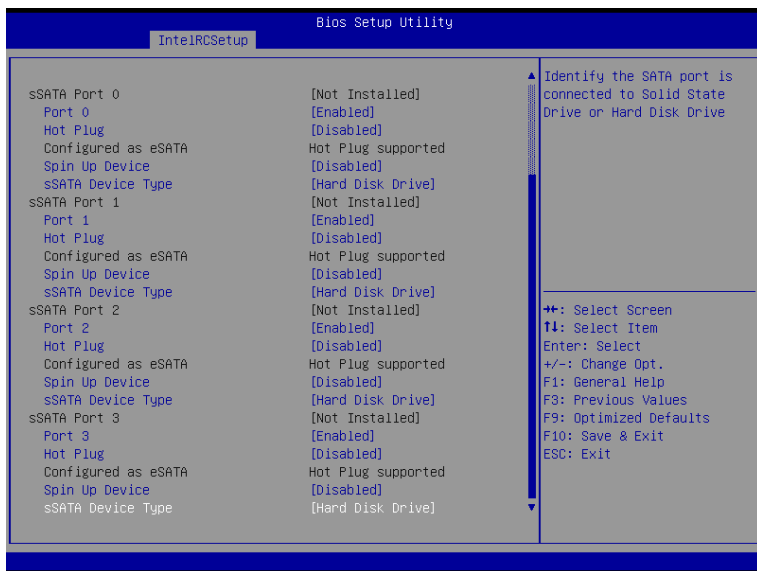 Bios Setup Utility
IntelRCSetup
sSATA Port 0 [Not Installed]
Port 0 [Enabled]
Hot Plug [Disabled]
Configured as eSATA Hot Plug supported
Spin Up Device [Disabled]
sSATA Device Type [Hard Disk Drive]
sSATA Port 1 [Not Installed]
Port 1 [Enabled]
Hot Plug [Disabled]
Configured as eSATA Hot Plug supported
Spin Up Device [Disabled]
sSATA Device Type [Hard Disk Drive]
sSATA Port 2 [Not Installed]
Port 2 [Enabled]
Hot Plug [Disabled]
Configured as eSATA Hot Plug supported
Spin Up Device [Disabled]
sSATA Device Type [Hard Disk Drive]
sSATA Port 3 [Not Installed]
Port 3 [Enabled]
Hot Plug [Disabled]
Configured as eSATA Hot Plug supported
Spin Up Device [Disabled]
sSATA Device Type [Hard Disk Drive]
Identify the SATA port is
connected to Solid State
Drive or Hard Disk Drive
→←: Select Screen
↑↓: Select Item
Enter: Select
+/-: Change Opt.
F1: General Help
F3: Previous Values
F9: Optimized Defaults
F10: Save & Exit
ESC: Exit